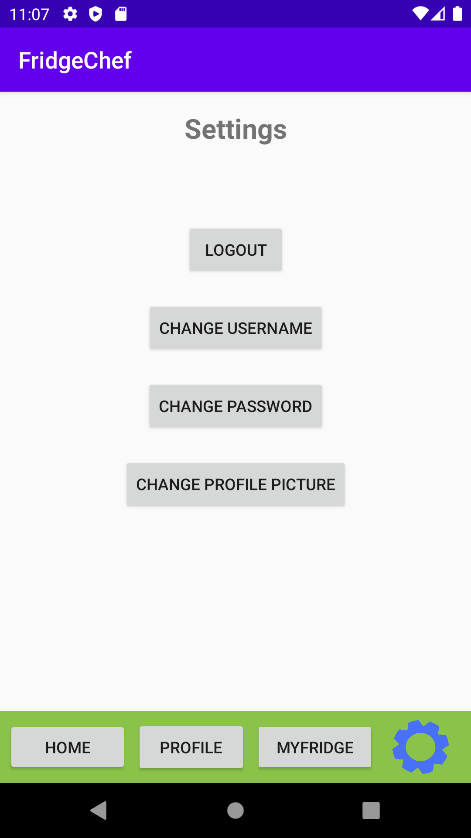 11:07
FridgeChef
Settings
LOGOUT
CHANGE USERNAME
CHANGE PASSWORD
CHANGE PROFILE PICTURE
HOME PROFILE MYFRIDGE